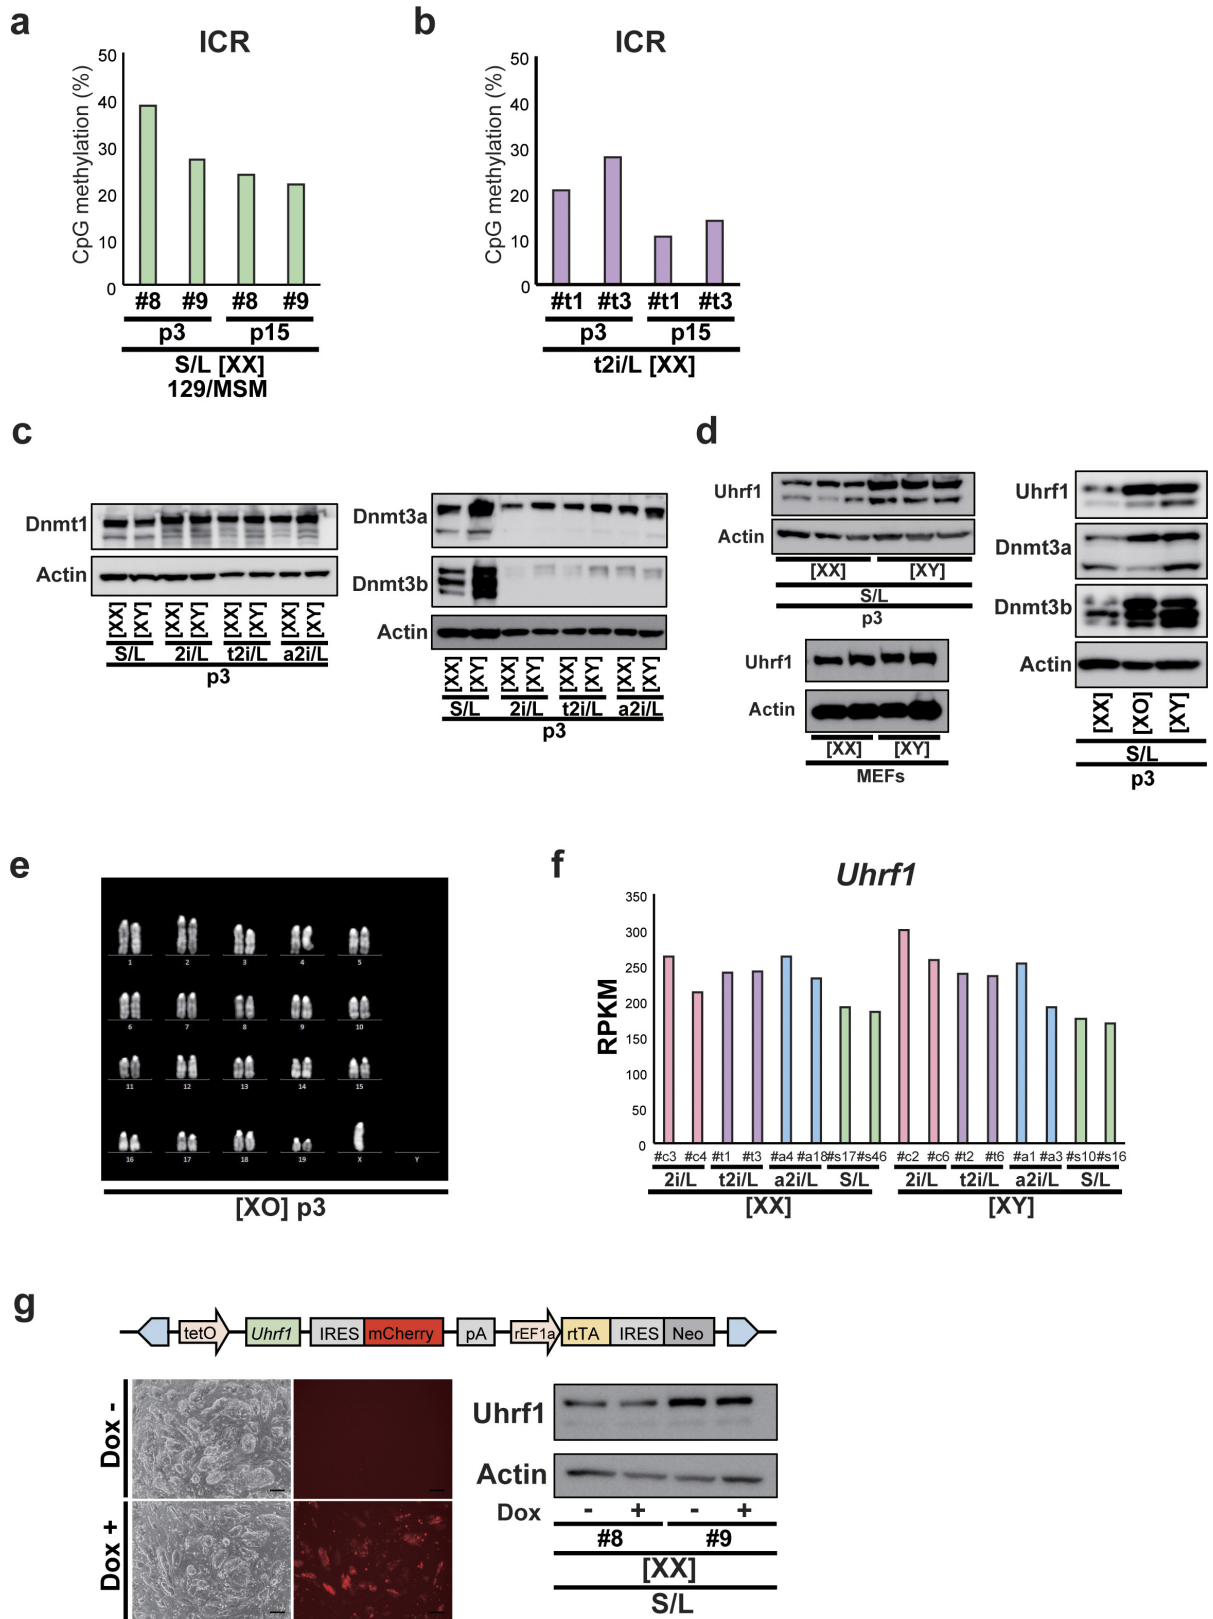 a
ICR
CpG methylation (%)
50
40
30
20
10
0
#8 #9 #8 #9
p3 p15
S/L [XX]
129/MSM
b
ICR
CpG methylation (%)
50
40
30
20
10
0
#t1 #t3 #t1 #t3
p3 p15
t2i/L [XX]
c
Dnmt1
Actin
[XX] [XY] [XX] [XY] [XX] [XY] [XX] [XY]
S/L 2i/L t2i/L a2i/L
p3
Dnmt3a
Dnmt3b
Actin
[XX] [XY] [XX] [XY] [XX] [XY] [XX] [XY]
S/L 2i/L t2i/L a2i/L
p3
d
Uhrf1
Actin
[XX] [XY]
S/L
p3
Uhrf1
Actin
[XX] [XY]
MEFs
Uhrf1
Dnmt3a
Dnmt3b
Actin
[XX] [XO] [XY]
S/L
p3
e
1 2 3 4 5
6 7 8 9 10
11 12 13 14 15
16 17 18 19 X Y
[XO] p3
f
Uhrf1
RPKM
350
300
250
200
150
100
50
0
#c3 #c4 #t1 #t3 #a4 #a18 #s17 #s46 #c2 #c6 #t2 #t6 #a1 #a3 #s10 #s16
2i/L t2i/L a2i/L S/L 2i/L t2i/L a2i/L S/L
[XX] [XY]
g
tetO Uhrf1 IRES mCherry pA rEF1a rtTA IRES Neo
Dox -
Dox +
Uhrf1
Actin
Dox - + - +
#8 #9
[XX]
S/L